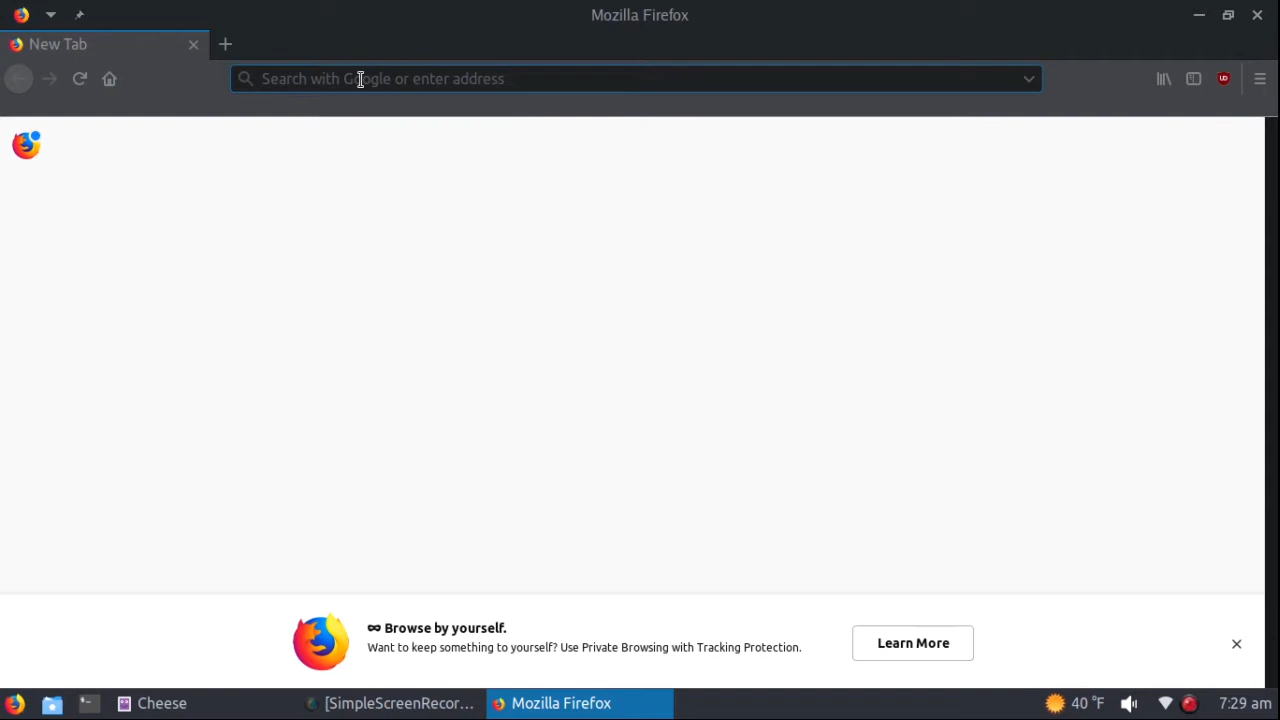 Mozilla Firefox
New Tab
Search with Google or enter address
UD
∞ Browse by yourself.
Want to keep something to yourself? Use Private Browsing with Tracking Protection.
Learn More
Cheese
[SimpleScreenRecor...
Mozilla Firefox
40 °F
7:29 am